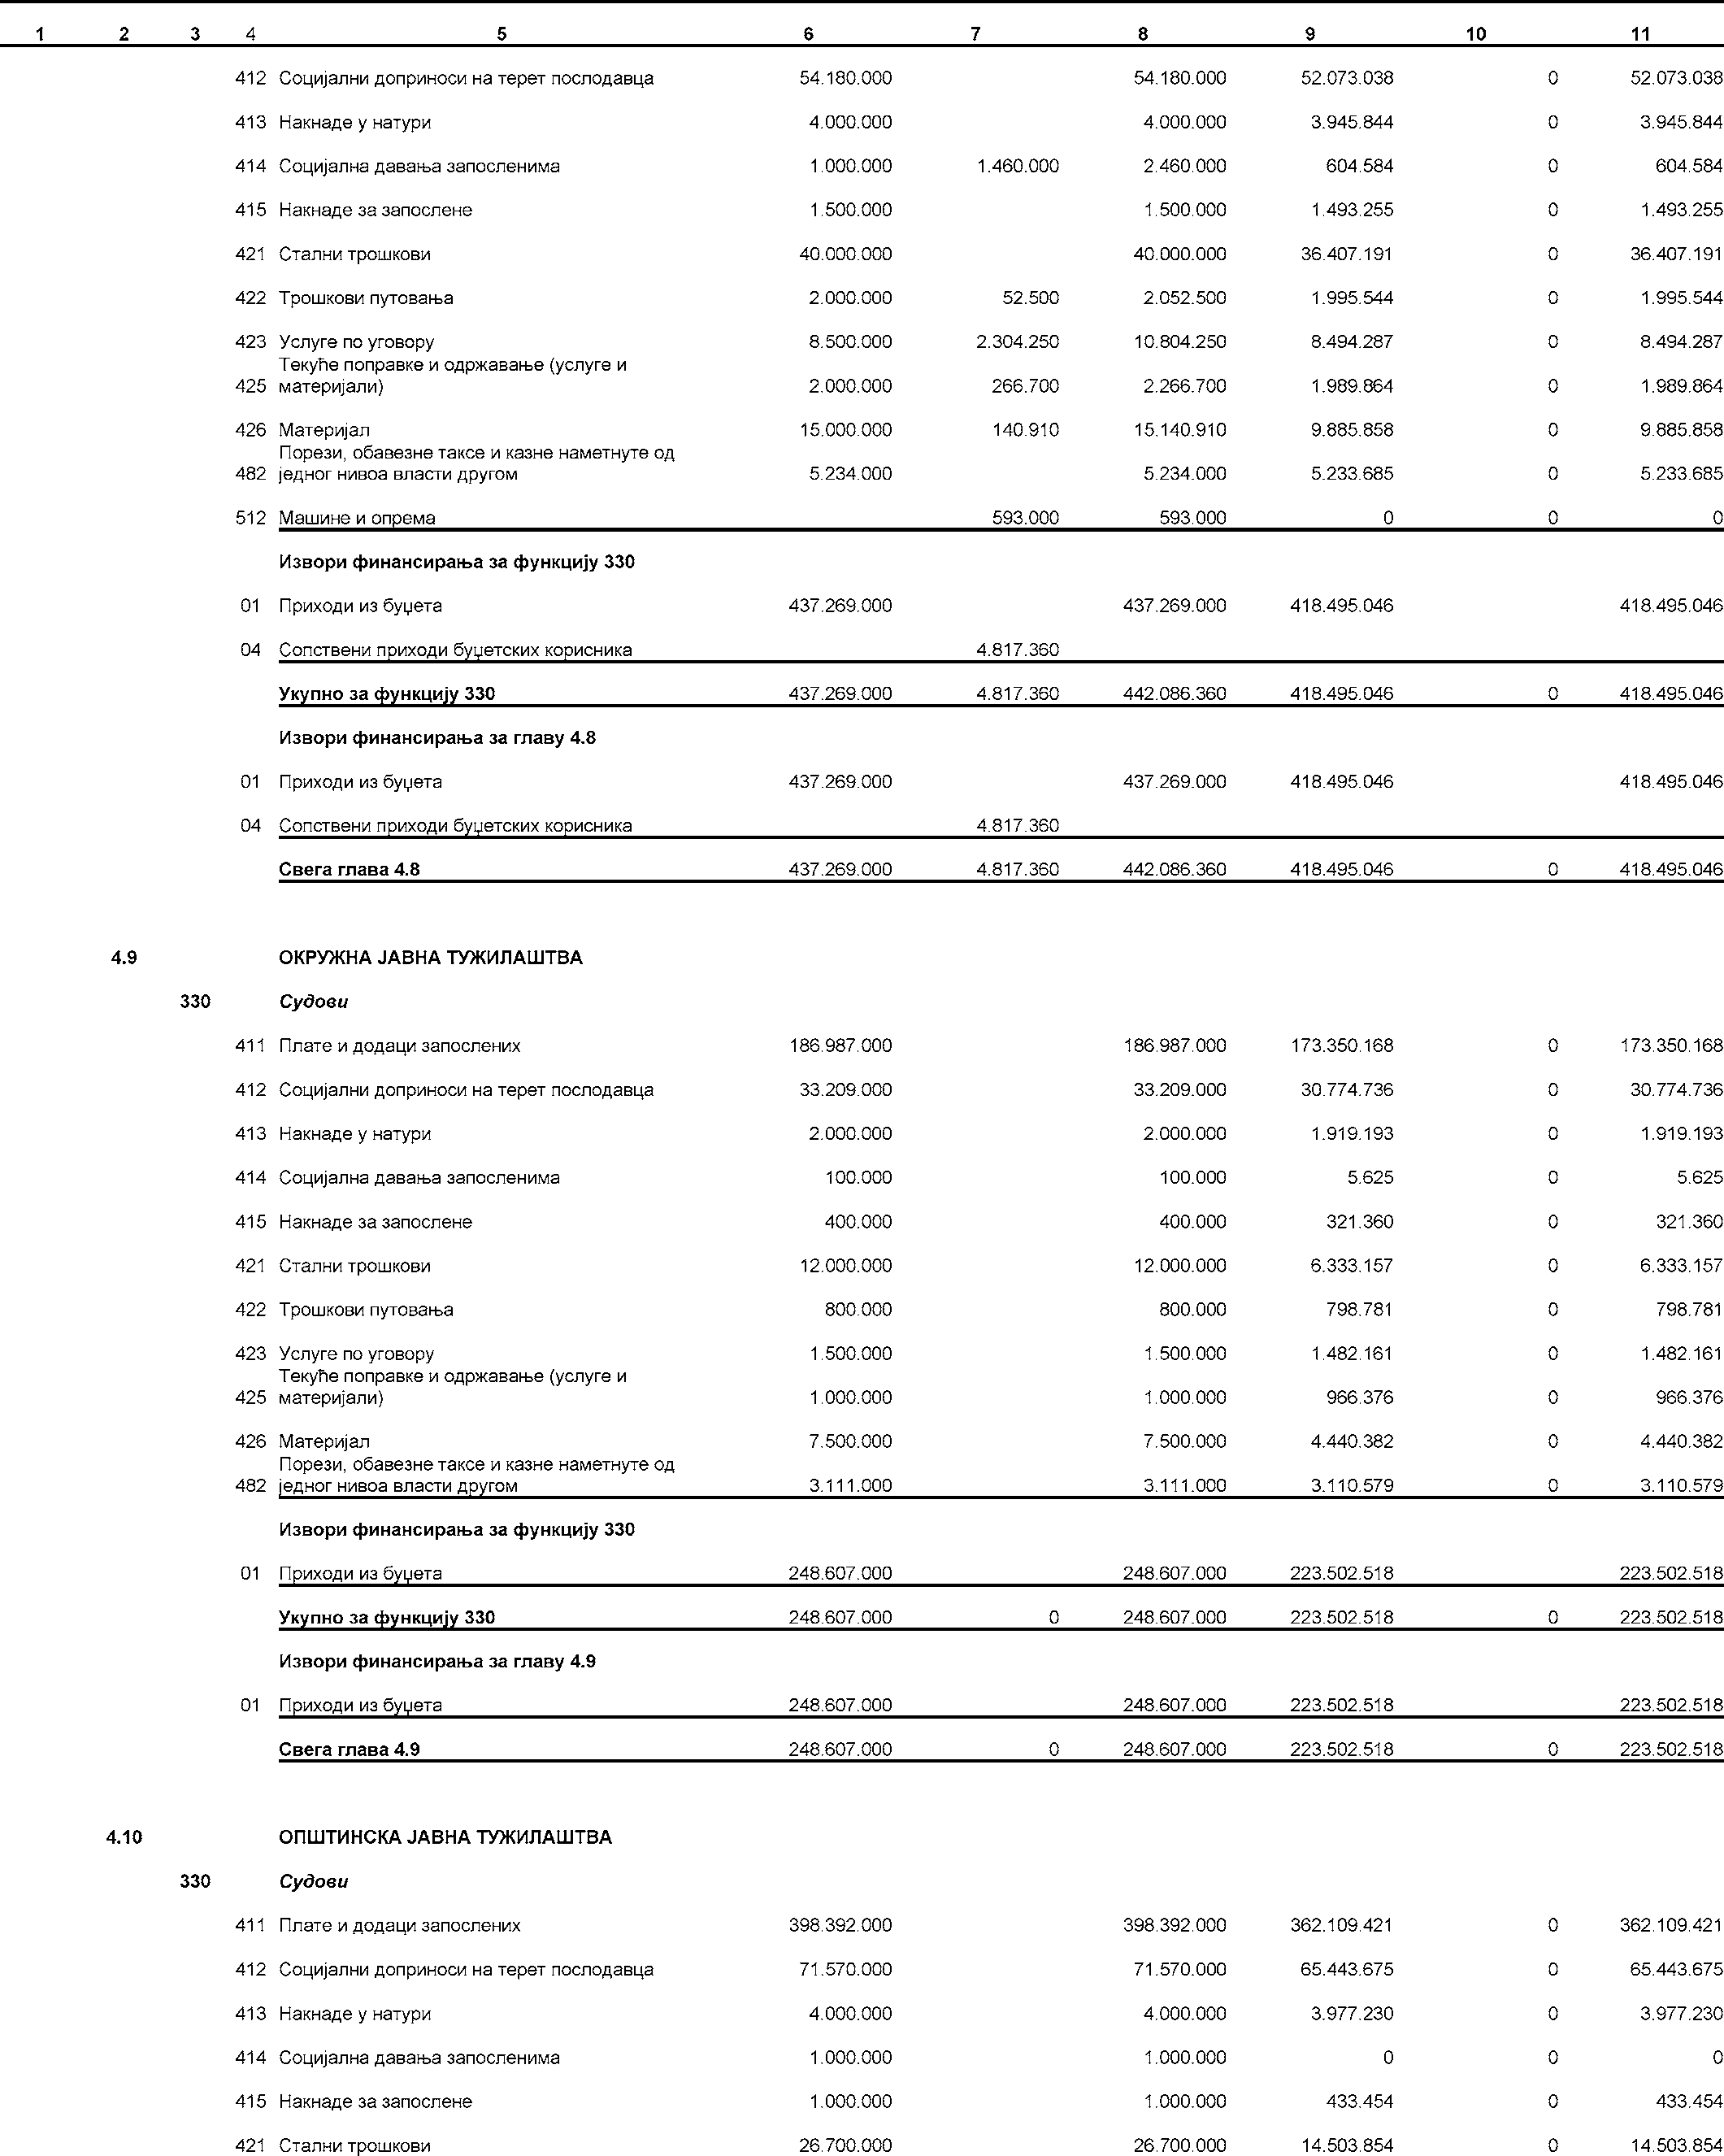 1 2 3 4 5 6 7 8 9 10 11
412 Социјални доприноси на терет послодавца 54.180.000 54.180.000 52.073.038 0 52.073.038
413 Накнаде у натури 4.000.000 4.000.000 3.945.844 0 3.945.844
414 Социјална давања запосленима 1.000.000 1.460.000 2.460.000 604.584 0 604.584
415 Накнаде за запослене 1.500.000 1.500.000 1.493.255 0 1.493.255
421 Стални трошкови 40.000.000 40.000.000 36.407.191 0 36.407.191
422 Трошкови путовања 2.000.000 52.500 2.052.500 1.995.544 0 1.995.544
423 Услуге по уговору 8.500.000 2.304.250 10.804.250 8.494.287 0 8.494.287
Текуће поправке и одржавање (услуге и
425 материјали) 2.000.000 266.700 2.266.700 1.989.864 0 1.989.864
426 Материјал 15.000.000 140.910 15.140.910 9.885.858 0 9.885.858
Порези, обавезне таксе и казне наметнуте од
482 једног нивоа власти другом 5.234.000 5.234.000 5.233.685 0 5.233.685
512 Машине и опрема 593.000 593.000 0 0 0
Извори финансирања за функцију 330
01 Приходи из буџета 437.269.000 437.269.000 418.495.046 418.495.046
04 Сопствени приходи буџетских корисника 4.817.360
Укупно за функцију 330 437.269.000 4.817.360 442.086.360 418.495.046 0 418.495.046
Извори финансирања за главу 4.8
01 Приходи из буџета 437.269.000 437.269.000 418.495.046 418.495.046
04 Сопствени приходи буџетских корисника 4.817.360
Свега глава 4.8 437.269.000 4.817.360 442.086.360 418.495.046 0 418.495.046
4.9 ОКРУЖНА ЈАВНА ТУЖИЛАШТВА
330 Судови
411 Плате и додаци запослених 186.987.000 186.987.000 173.350.168 0 173.350.168
412 Социјални доприноси на терет послодавца 33.209.000 33.209.000 30.774.736 0 30.774.736
413 Накнаде у натури 2.000.000 2.000.000 1.919.193 0 1.919.193
414 Социјална давања запосленима 100.000 100.000 5.625 0 5.625
415 Накнаде за запослене 400.000 400.000 321.360 0 321.360
421 Стални трошкови 12.000.000 12.000.000 6.333.157 0 6.333.157
422 Трошкови путовања 800.000 800.000 798.781 0 798.781
423 Услуге по уговору 1.500.000 1.500.000 1.482.161 0 1.482.161
Текуће поправке и одржавање (услуге и
425 материјали) 1.000.000 1.000.000 966.376 0 966.376
426 Материјал 7.500.000 7.500.000 4.440.382 0 4.440.382
Порези, обавезне таксе и казне наметнуте од
482 једног нивоа власти другом 3.111.000 3.111.000 3.110.579 0 3.110.579
Извори финансирања за функцију 330
01 Приходи из буџета 248.607.000 248.607.000 223.502.518 223.502.518
Укупно за функцију 330 248.607.000 0 248.607.000 223.502.518 0 223.502.518
Извори финансирања за главу 4.9
01 Приходи из буџета 248.607.000 248.607.000 223.502.518 223.502.518
Свега глава 4.9 248.607.000 0 248.607.000 223.502.518 0 223.502.518
4.10 ОПШТИНСКА ЈАВНА ТУЖИЛАШТВА
330 Судови
411 Плате и додаци запослених 398.392.000 398.392.000 362.109.421 0 362.109.421
412 Социјални доприноси на терет послодавца 71.570.000 71.570.000 65.443.675 0 65.443.675
413 Накнаде у натури 4.000.000 4.000.000 3.977.230 0 3.977.230
414 Социјална давања запосленима 1.000.000 1.000.000 0 0 0
415 Накнаде за запослене 1.000.000 1.000.000 433.454 0 433.454
421 Стални трошкови 26.700.000 26.700.000 14.503.854 0 14.503.854